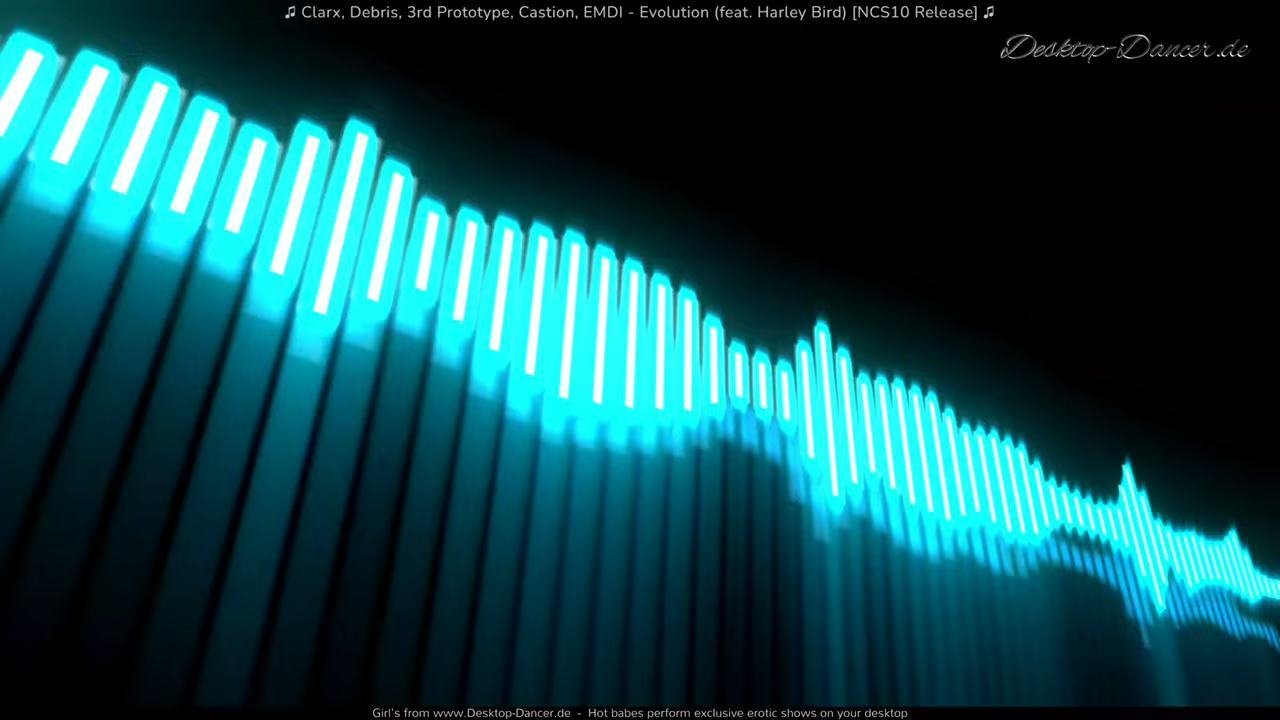 ♫ Clarx, Debris, 3rd Prototype, Castion, EMDI - Evolution (feat. Harley Bird) [NCS10 Release] ♫
Desktop-Dancer.de
Girl's from www.Desktop-Dancer.de - Hot babes perform exclusive erotic shows on your desktop